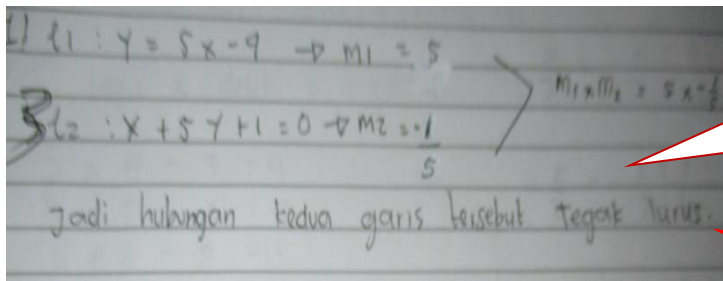 1) l1 : y = 5x - 9 → m1 = 5
m1 x m2 = 5 x -1/5
l2 : x + 5y + 1 = 0 → m2 = -1/5
Jadi hubungan kedua garis tersebut tegak lurus.